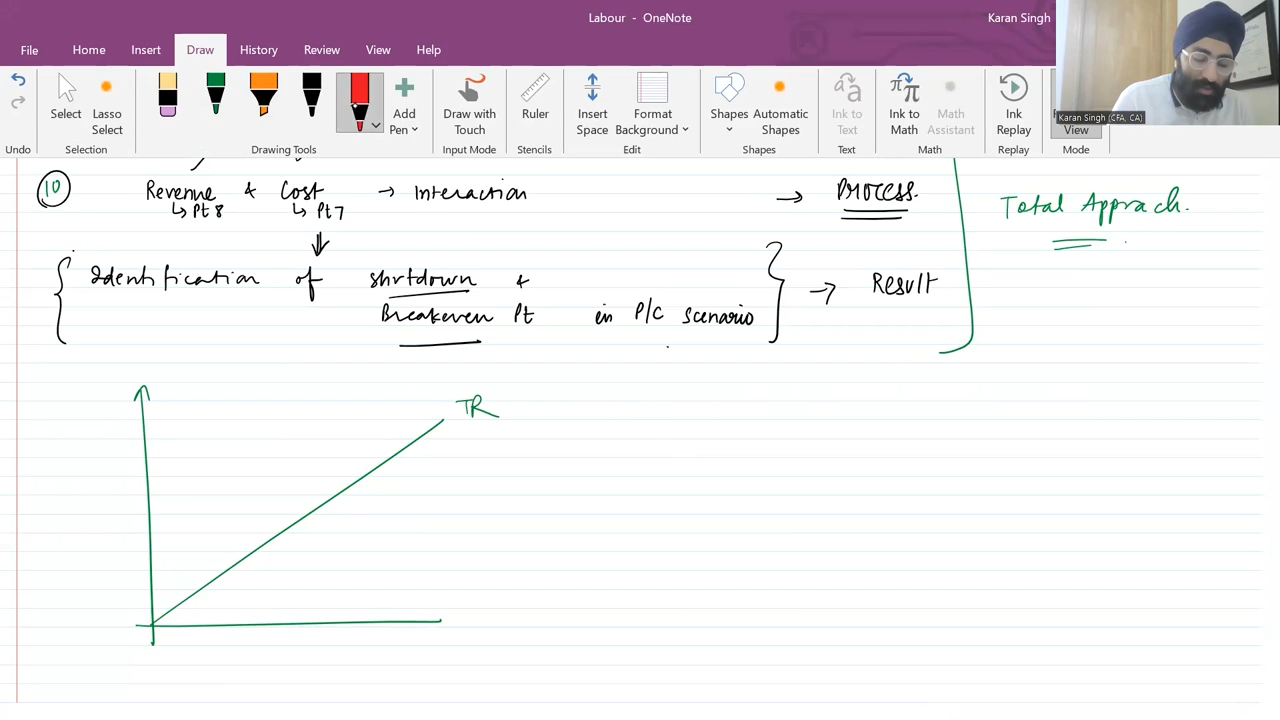 Labour - OneNote
Karan Singh
File Home Insert Draw History Review View Help
Select
Lasso Select
Add Pen
Draw with Touch
Ruler
Insert Space
Format Background
Shapes
Automatic Shapes
Ink to Text
Ink to Math
Math Assistant
Ink Replay
View
Karan Singh (CFA, CA)
Undo Selection Drawing Tools Input Mode Stencils Edit Shapes Text Math Replay Mode
10 Revenue & Cost → Interaction → Process.
↳ Pt 8 ↳ Pt 7
Total Apprach.
Identification of shrtdown &
Breakeven Pt in P/C scenario
→ Result
TR